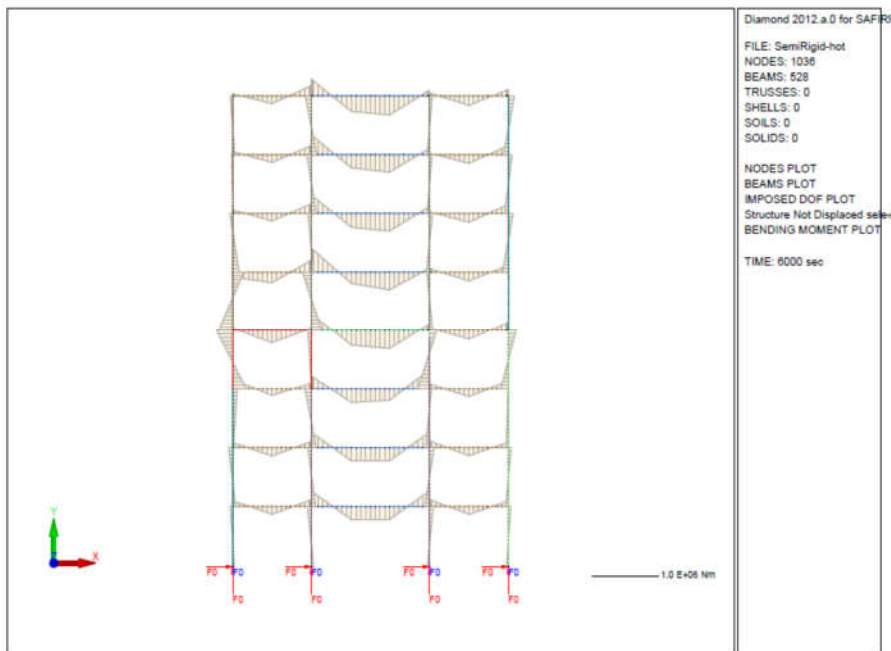 Diamond 2012.a.0 for SAFIR
FILE: SemiRigid-hot
NODES: 1036
BEAMS: 528
TRUSSES: 0
SHELLS: 0
SOILS: 0
SOLIDS: 0
NODES PLOT
BEAMS PLOT
IMPOSED DOF PLOT
Structure Not Displaced sele
BENDING MOMENT PLOT
TIME: 6000 sec
Y
X
F0 F0 F0 F0 F0 F0 F0 F0
F0 F0 F0 F0
1.0 E+06 Nm